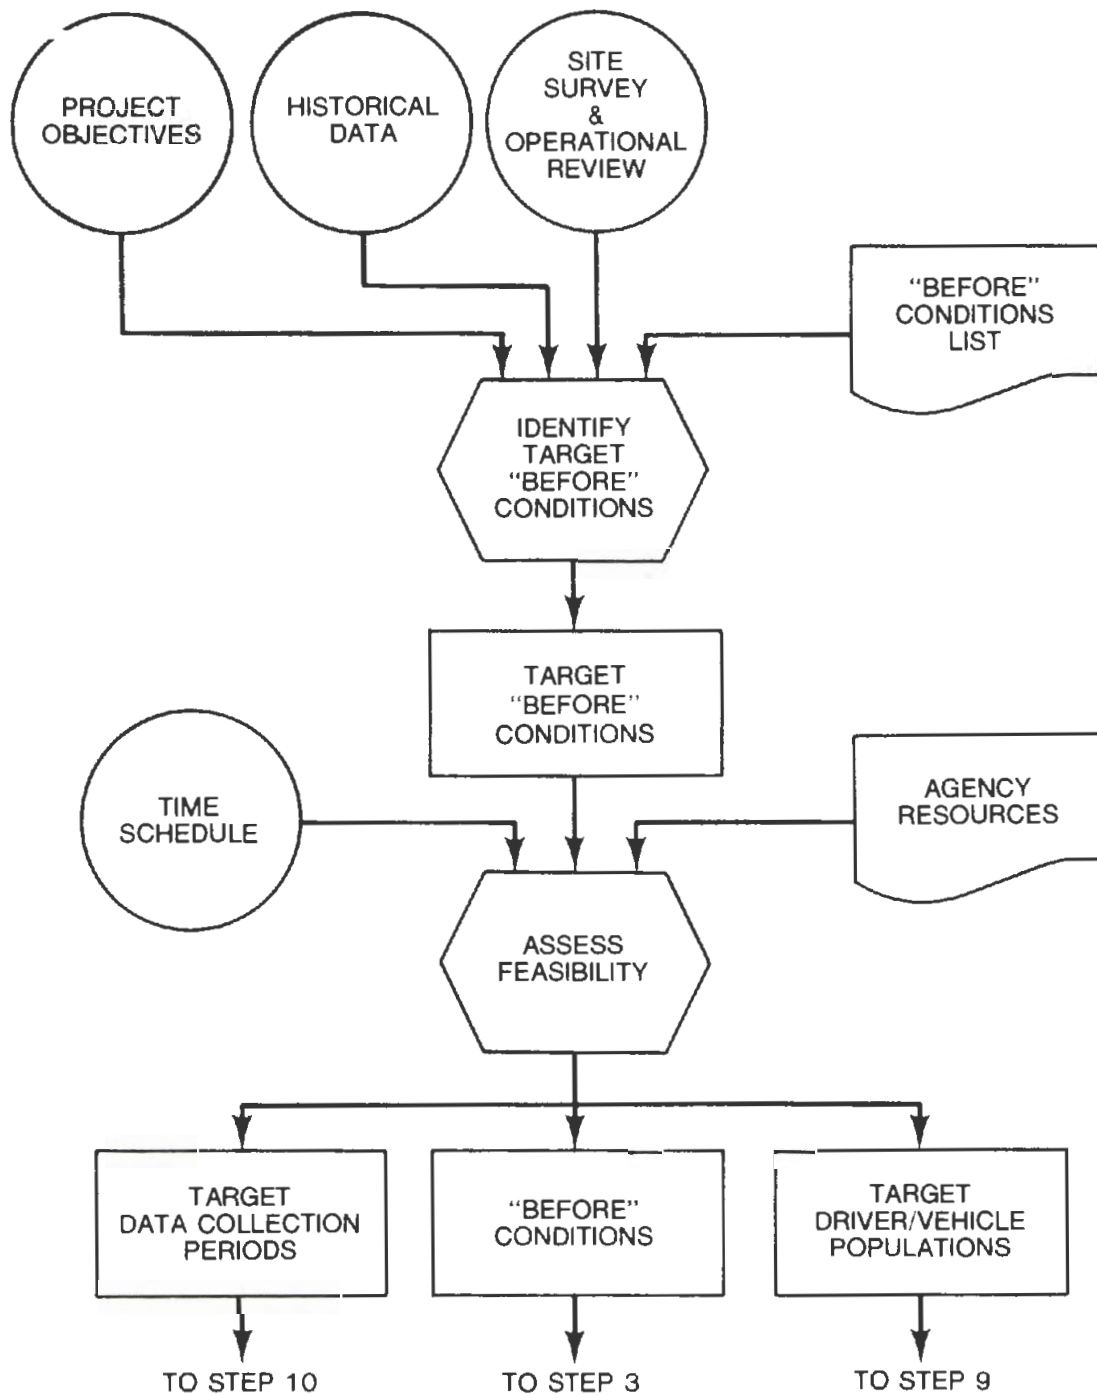 PROJECT
OBJECTIVES
HISTORICAL
DATA
SITE
SURVEY
&
OPERATIONAL
REVIEW
"BEFORE"
CONDITIONS
LIST
IDENTIFY
TARGET
"BEFORE"
CONDITIONS
TARGET
"BEFORE"
CONDITIONS
TIME
SCHEDULE
AGENCY
RESOURCES
ASSESS
FEASIBILITY
TARGET
DATA COLLECTION
PERIODS
"BEFORE"
CONDITIONS
TARGET
DRIVER/VEHICLE
POPULATIONS
TO STEP 10
TO STEP 3
TO STEP 9